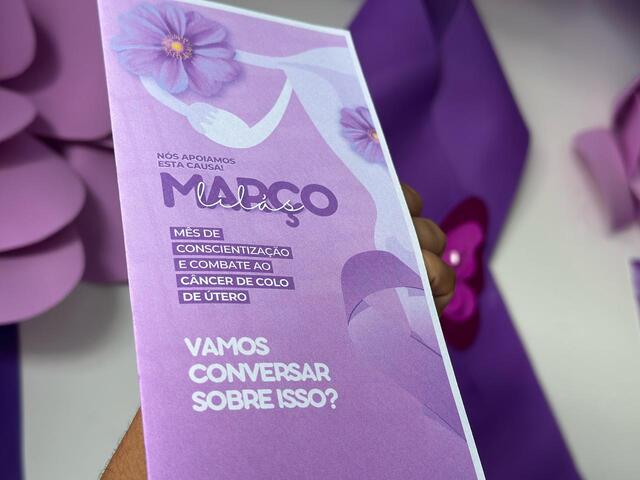 NÓS APOIAMOS
ESTA CAUSA!
MARÇO
lilás
MÊS DE
CONSCIENTIZAÇÃO
E COMBATE AO
CÂNCER DE COLO
DE ÚTERO
VAMOS
CONVERSAR
SOBRE ISSO?